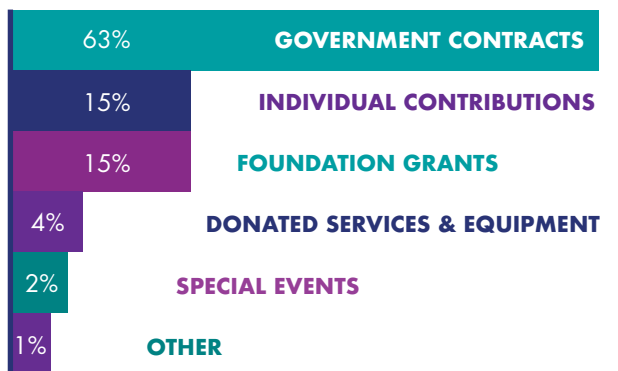 63% GOVERNMENT CONTRACTS
15% INDIVIDUAL CONTRIBUTIONS
15% FOUNDATION GRANTS
4% DONATED SERVICES & EQUIPMENT
2% SPECIAL EVENTS
1% OTHER